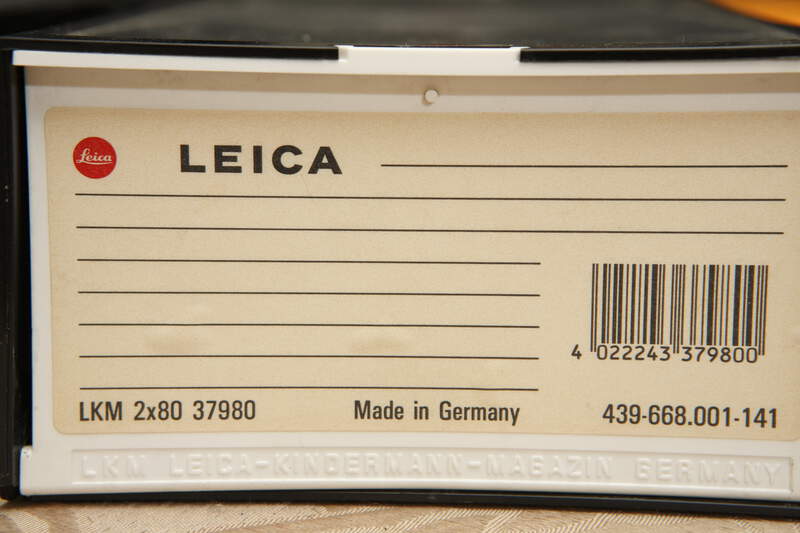 Leica
LEICA
4 022243 379800
LKM 2x80 37980
Made in Germany
439-668.001-141
LKM LEICA-KINDERMANN-MAGAZIN GERMANY